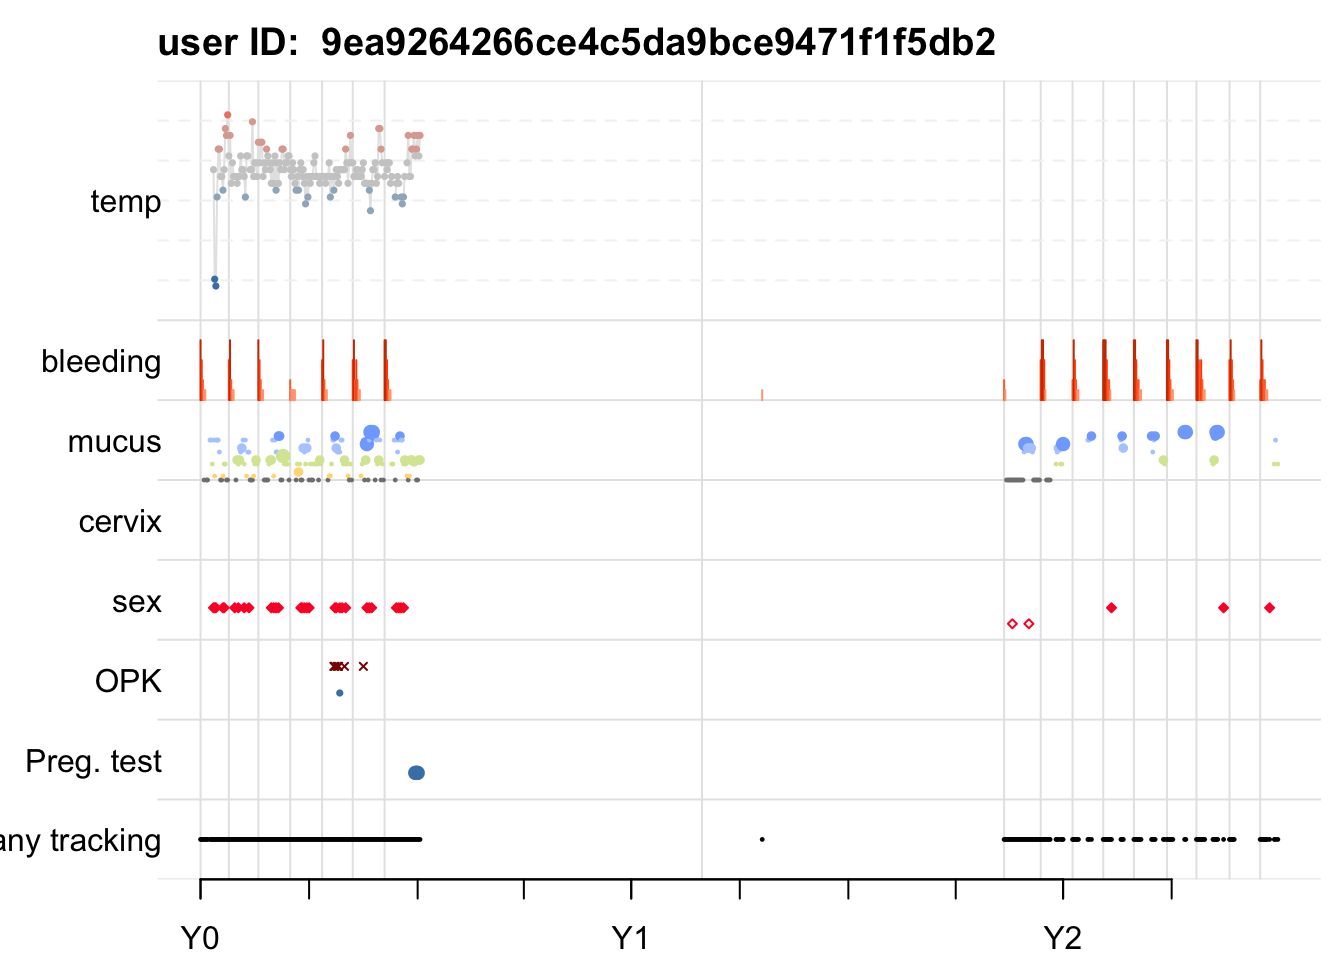 user ID:  9ea9264266ce4c5da9bce9471f1f5db2
temp
bleeding
mucus
cervix
sex
OPK
Preg. test
any tracking
Y0 Y1 Y2